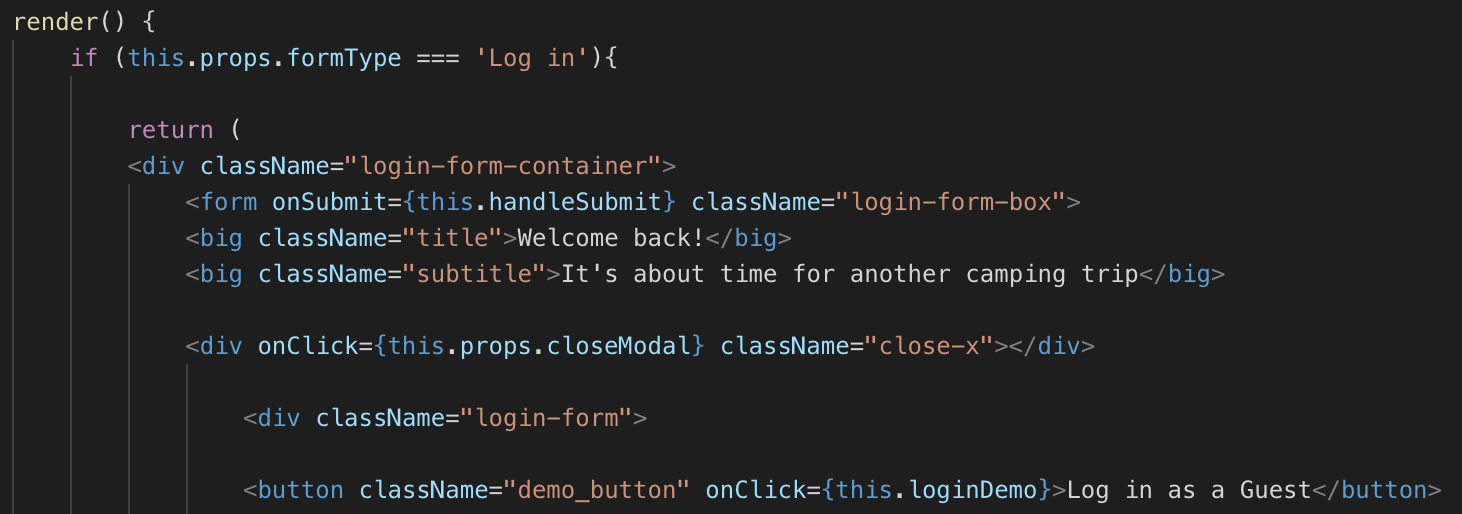 render() {
if (this.props.formType === 'Log in'){
return (
<div className="login-form-container">
<form onSubmit={this.handleSubmit} className="login-form-box">
<big className="title">Welcome back!</big>
<big className="subtitle">It's about time for another camping trip</big>
<div onClick={this.props.closeModal} className="close-x"></div>
<div className="login-form">
<button className="demo_button" onClick={this.loginDemo}>Log in as a Guest</button>